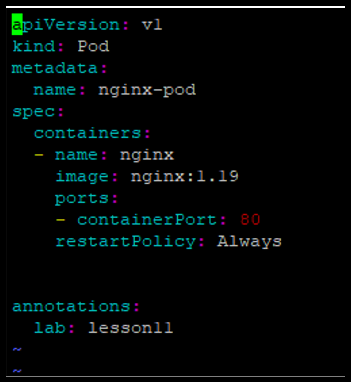 apiVersion: v1
kind: Pod
metadata:
  name: nginx-pod
spec:
  containers:
  - name: nginx
    image: nginx:1.19
    ports:
    - containerPort: 80
    restartPolicy: Always
annotations:
  lab: lesson11
~
~